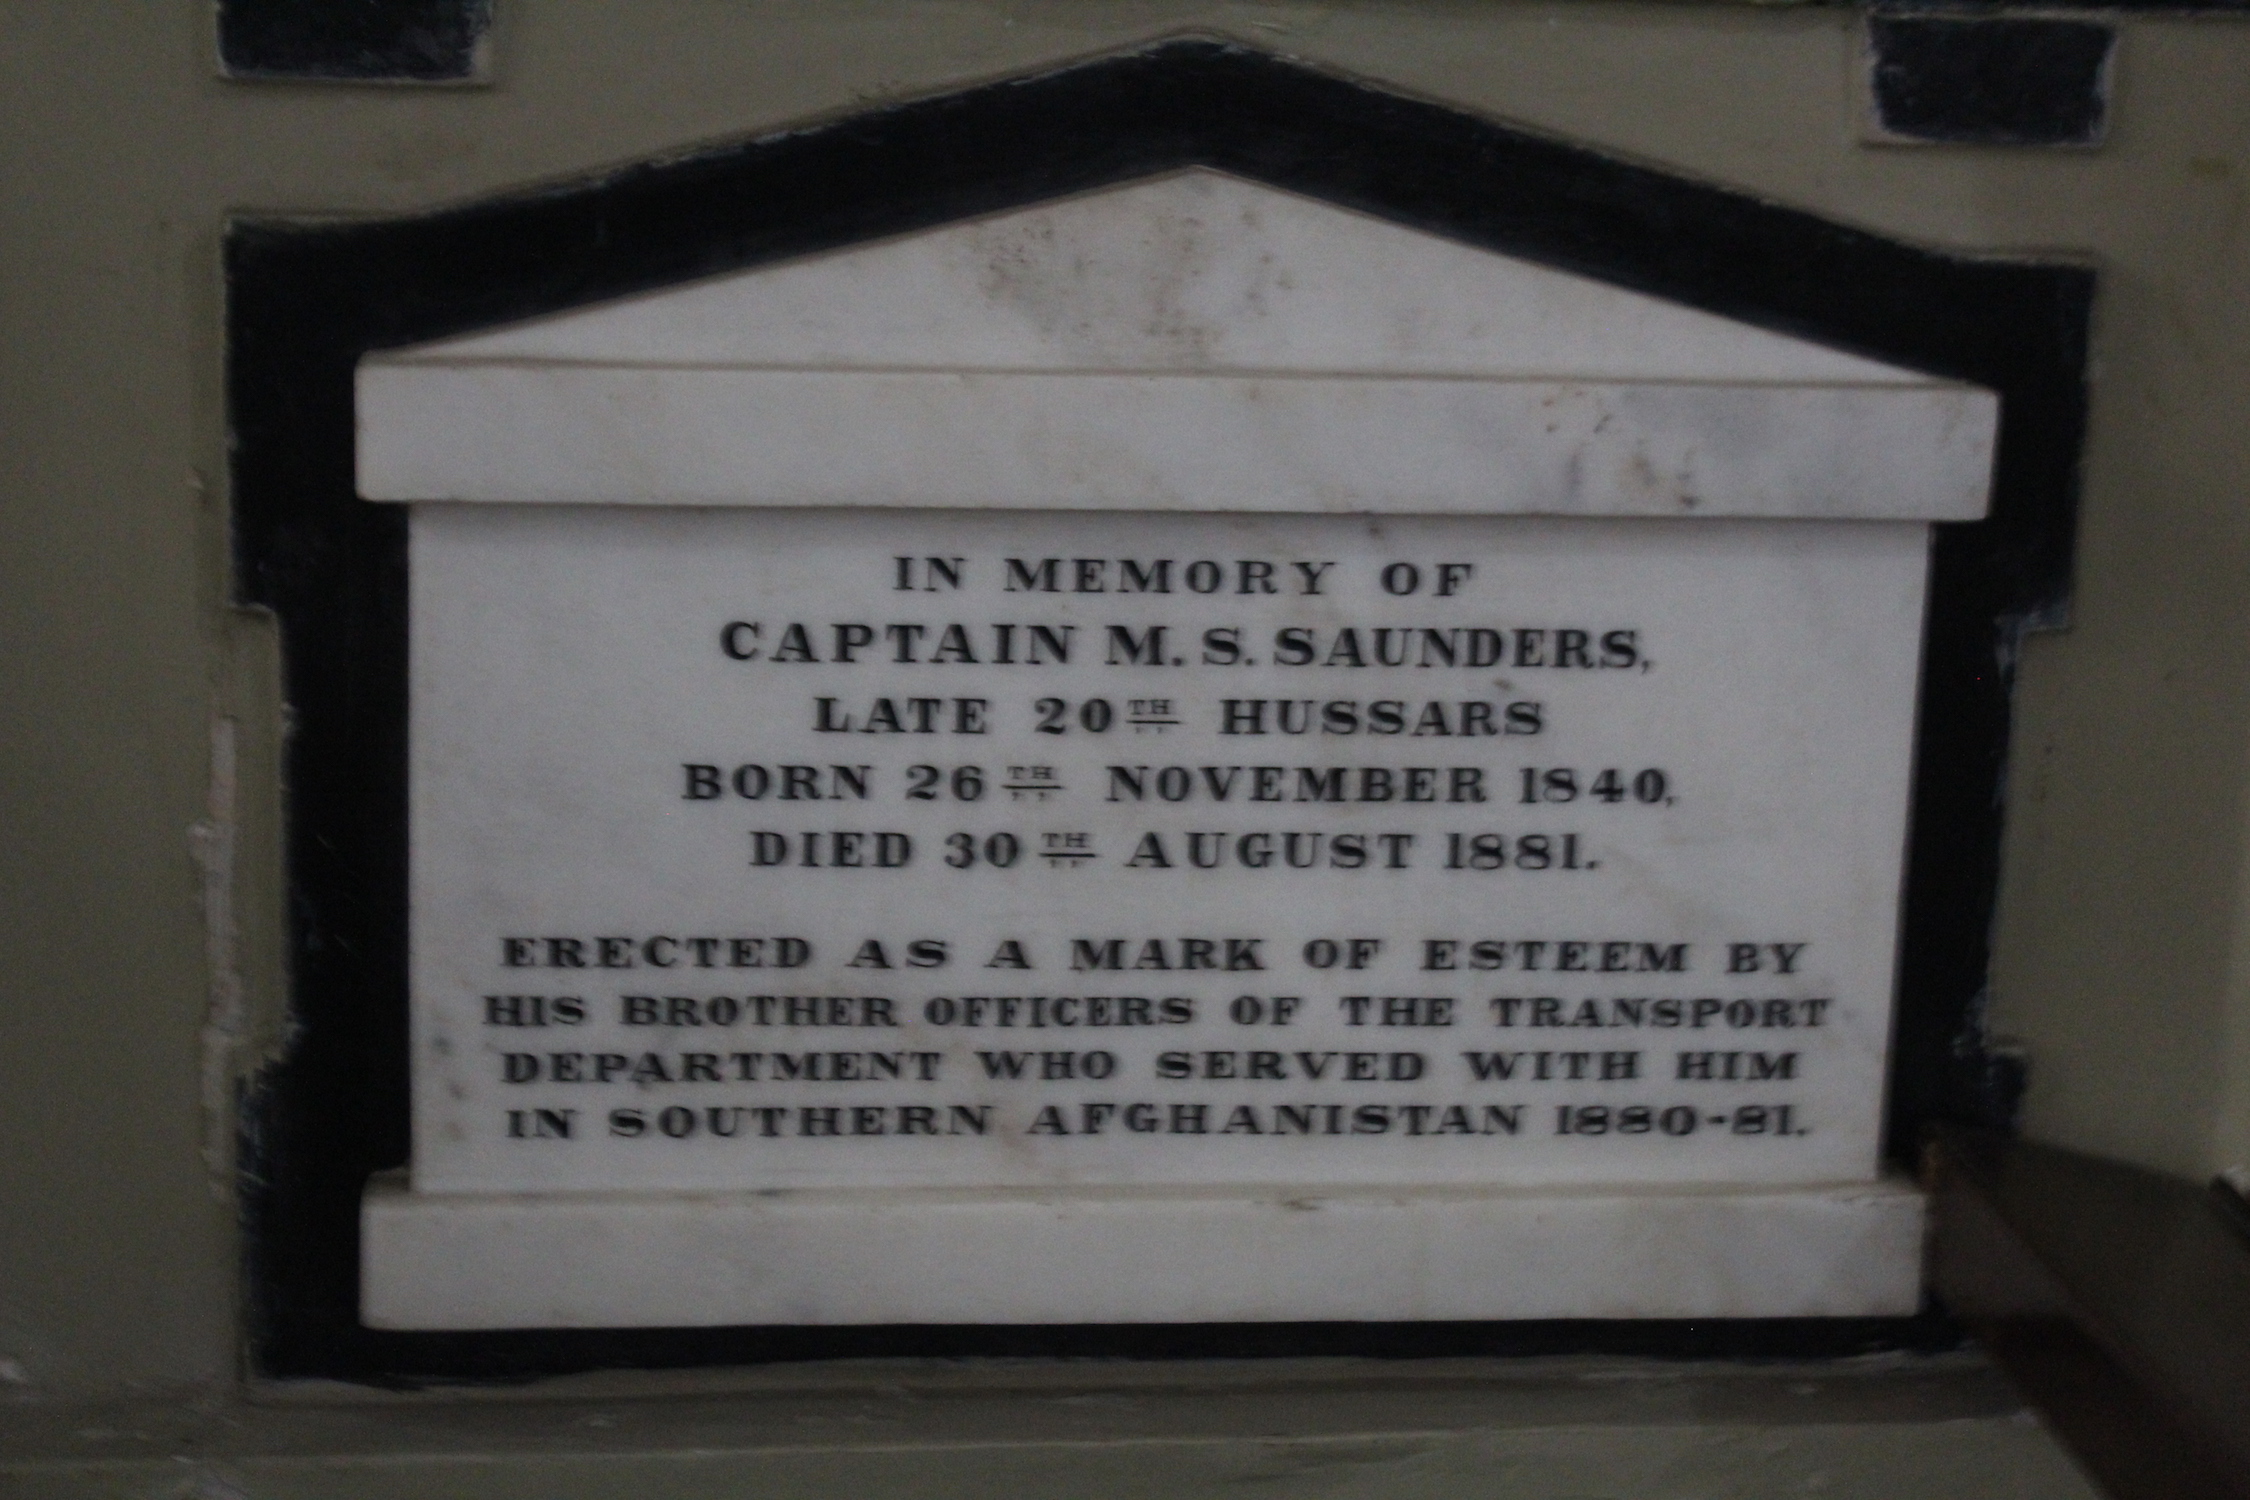 IN MEMORY OF
CAPTAIN M. S. SAUNDERS,
LATE 20TH HUSSARS
BORN 26TH NOVEMBER 1840,
DIED 30TH AUGUST 1881.
ERECTED AS A MARK OF ESTEEM BY
HIS BROTHER OFFICERS OF THE TRANSPORT
DEPARTMENT WHO SERVED WITH HIM
IN SOUTHERN AFGHANISTAN 1880-81.